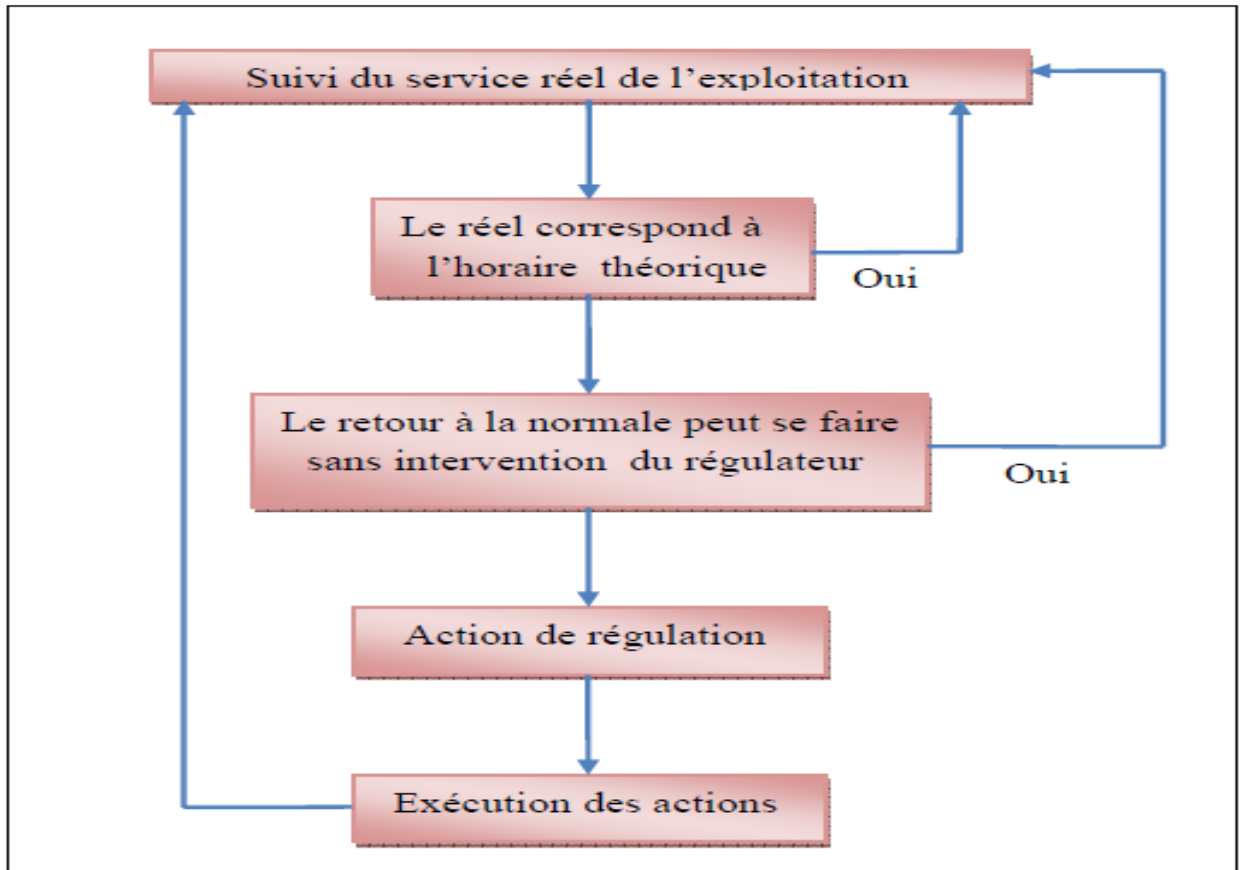 Suivi du service réel de l’exploitation
Le réel correspond à
l’horaire théorique
Oui
Le retour à la normale peut se faire
sans intervention du régulateur
Oui
Action de régulation
Exécution des actions